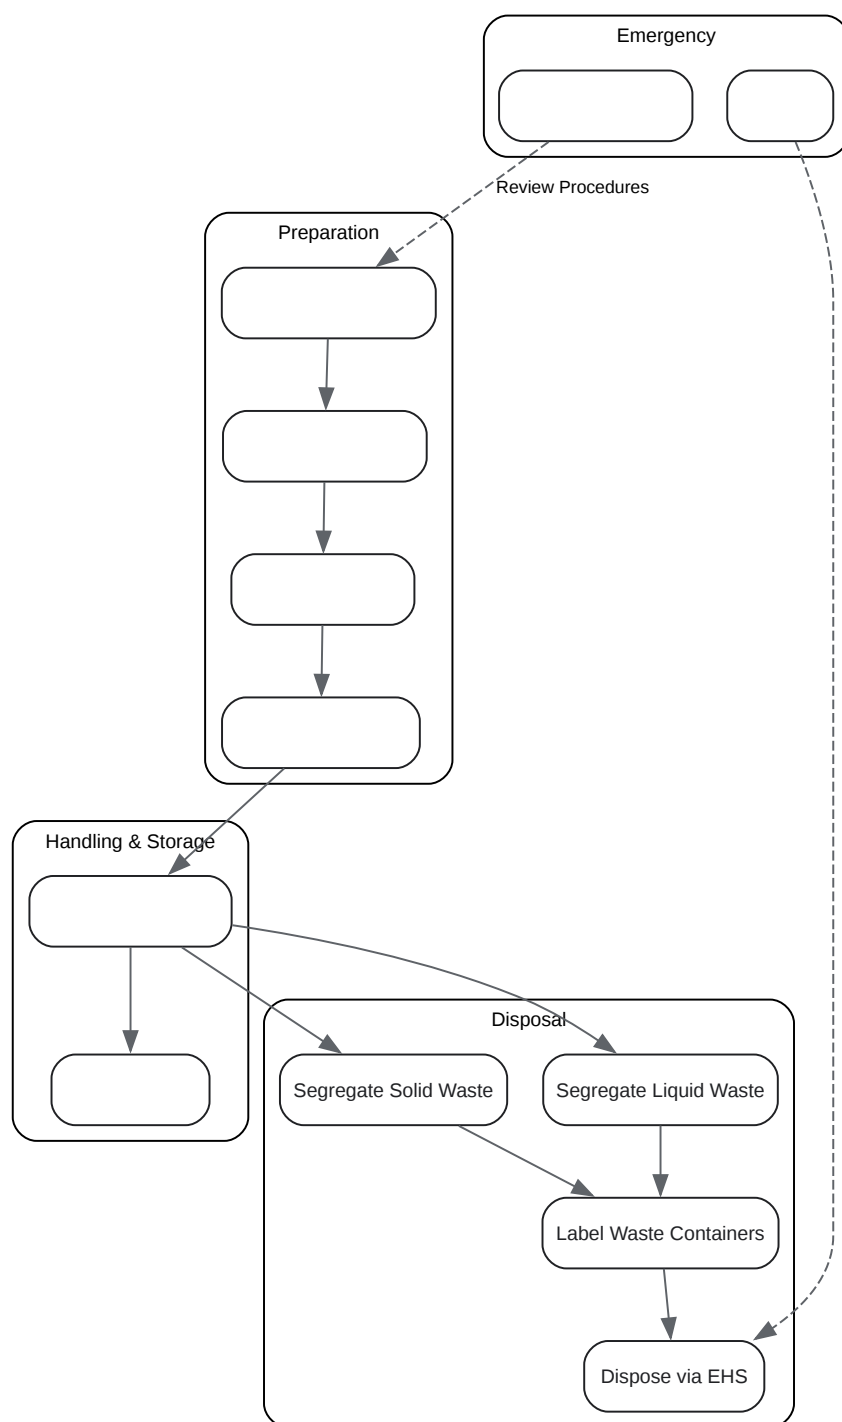 Emergency
Review Procedures
Preparation
Handling & Storage
Disposal
Segregate Solid Waste
Segregate Liquid Waste
Label Waste Containers
Dispose via EHS